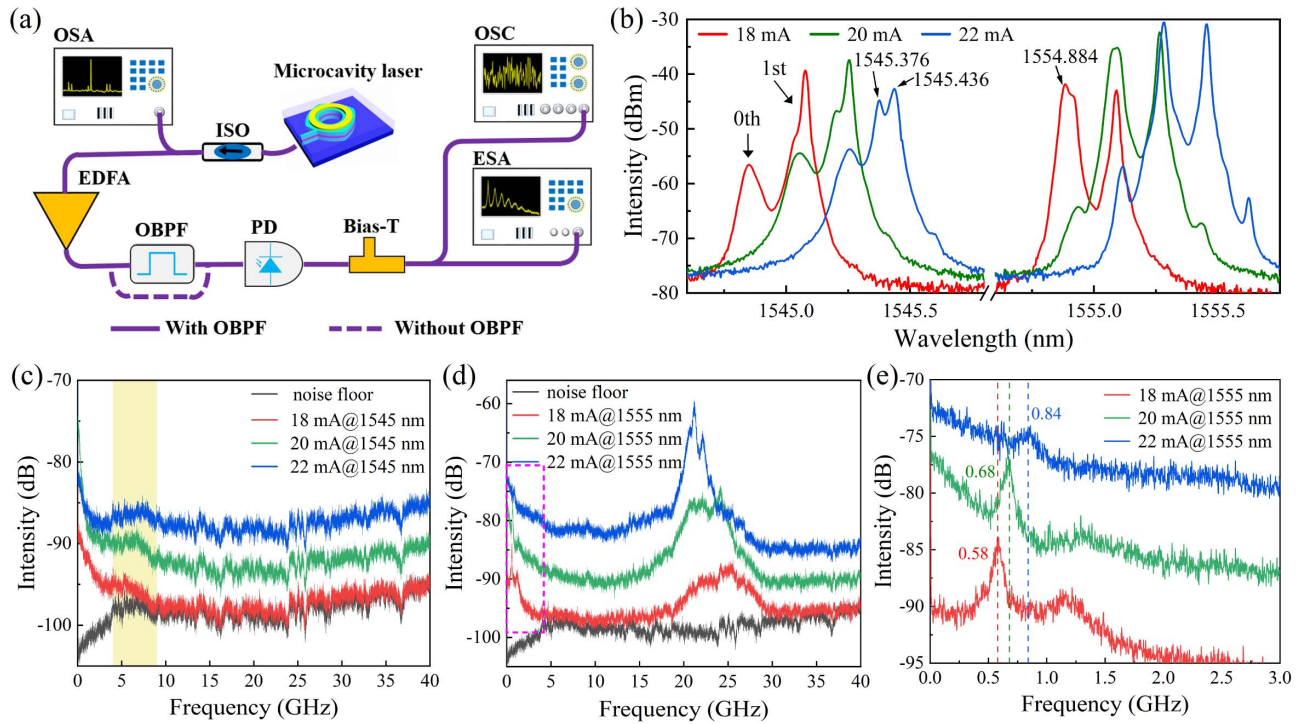 (a)
OSA
OSC
Microcavity laser
ISO
ESA
EDFA
OBPF
PD
Bias-T
With OBPF
Without OBPF
(b)
-30
-40
-50
-60
-70
-80
Intensity (dBm)
18 mA
20 mA
22 mA
0th
1st
1545.376
1545.436
1554.884
1545.0
1545.5
1555.0
1555.5
Wavelength (nm)
(c)
-70
-80
-90
-100
Intensity (dB)
noise floor
18 mA@1545 nm
20 mA@1545 nm
22 mA@1545 nm
0 5 10 15 20 25 30 35 40
Frequency (GHz)
(d)
-60
-70
-80
-90
-100
Intensity (dB)
noise floor
18 mA@1555 nm
20 mA@1555 nm
22 mA@1555 nm
0 5 10 15 20 25 30 35 40
Frequency (GHz)
(e)
-70
-75
-80
-85
-90
-95
Intensity (dB)
18 mA@1555 nm
20 mA@1555 nm
22 mA@1555 nm
0.84
0.68
0.58
0.0 0.5 1.0 1.5 2.0 2.5 3.0
Frequency (GHz)